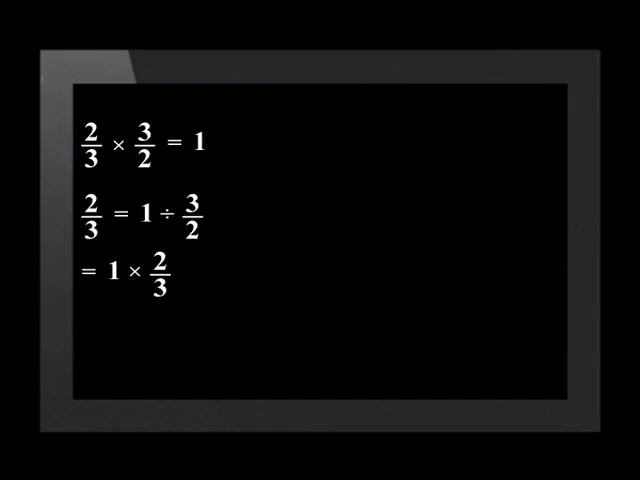 2/3 × 3/2 = 1
2/3 = 1 ÷ 3/2
= 1 × 2/3